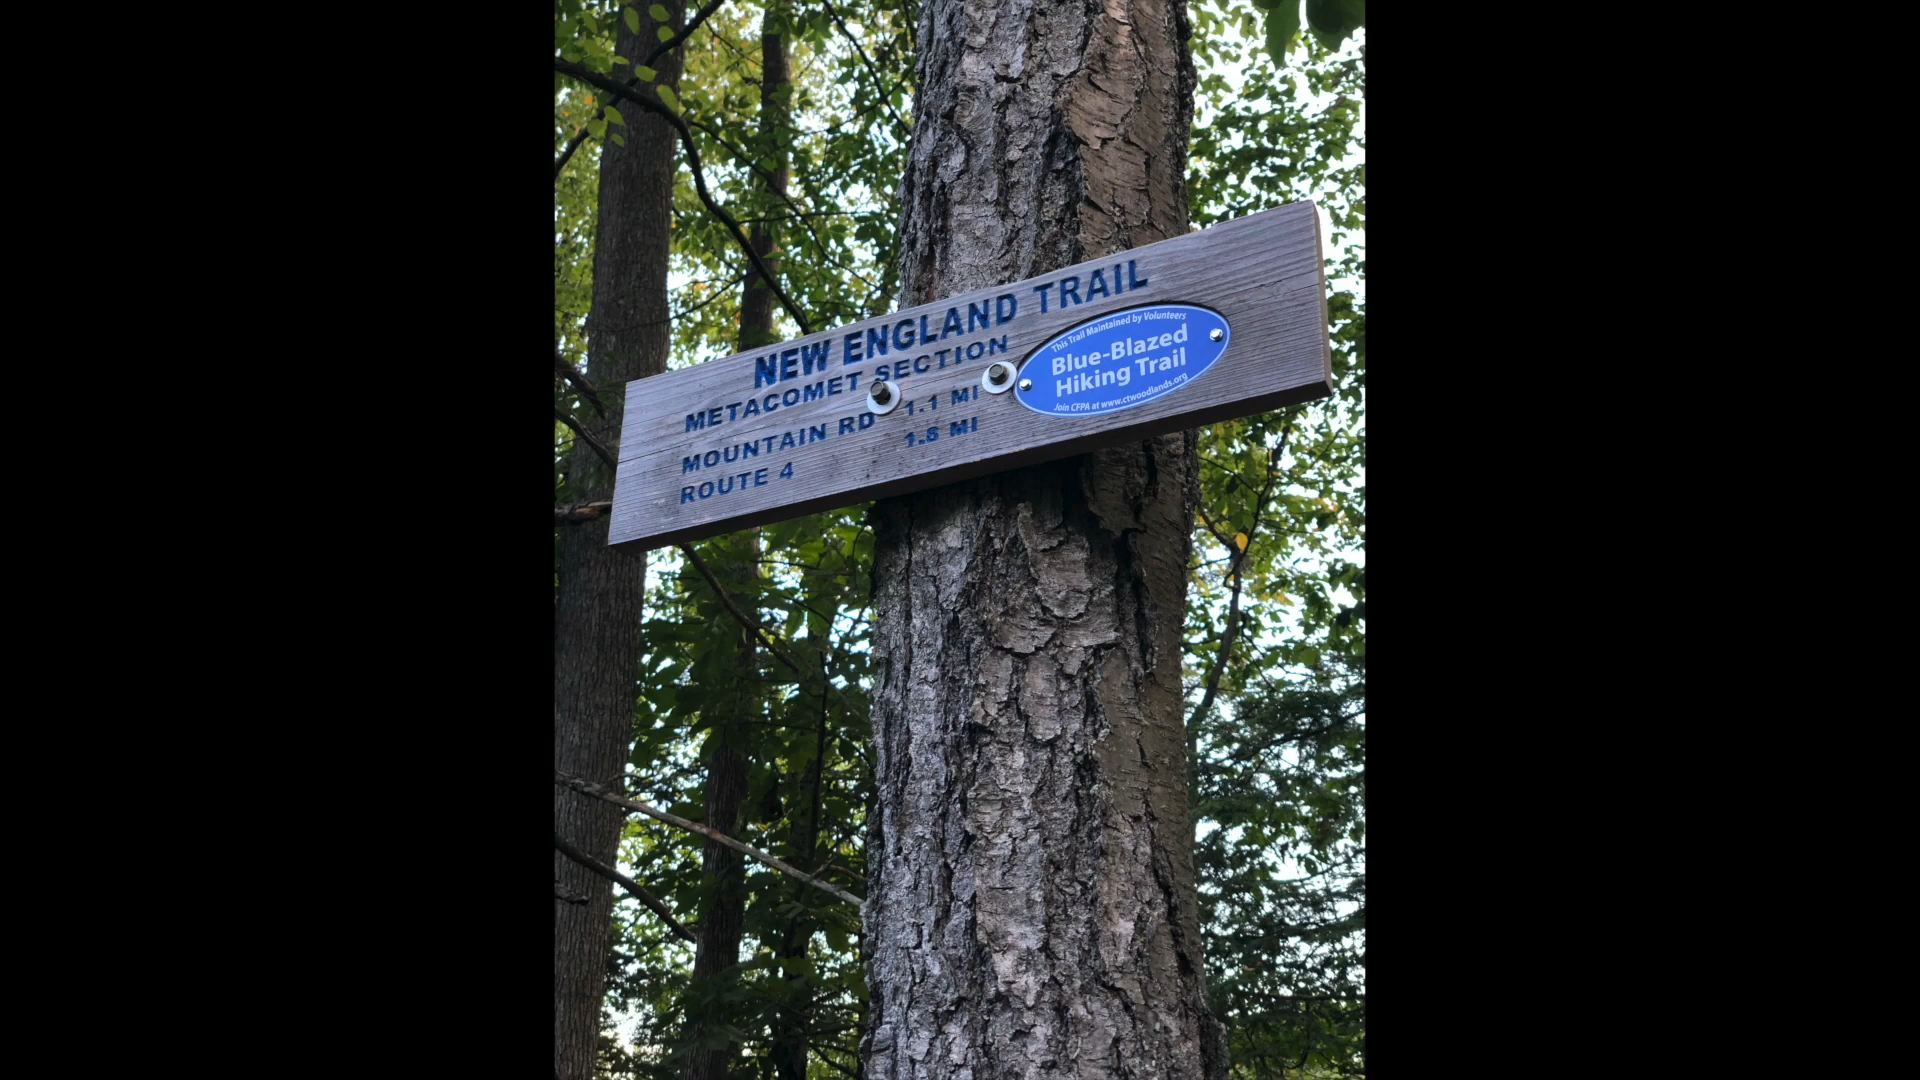 NEW ENGLAND TRAIL
METACOMET SECTION
MOUNTAIN RD 1.1 MI
ROUTE 4 1.8 MI
This Trail Maintained by Volunteers
Blue-Blazed
Hiking Trail
Join CFPA at www.ctwoodlands.org